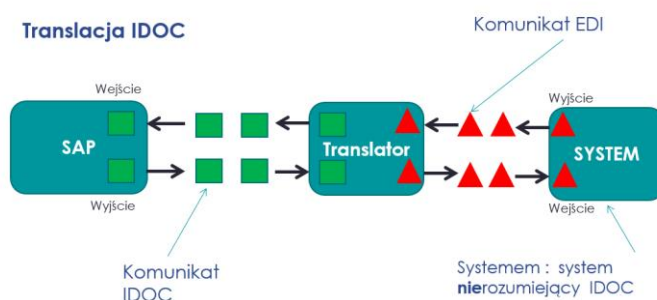 Translacja IDOC
Komunikat EDI
Wejście
Wyjście
SAP
Translator
SYSTEM
Wyjście
Wejście
Komunikat
IDOC
Systemem : system
nierozumiejący IDOC